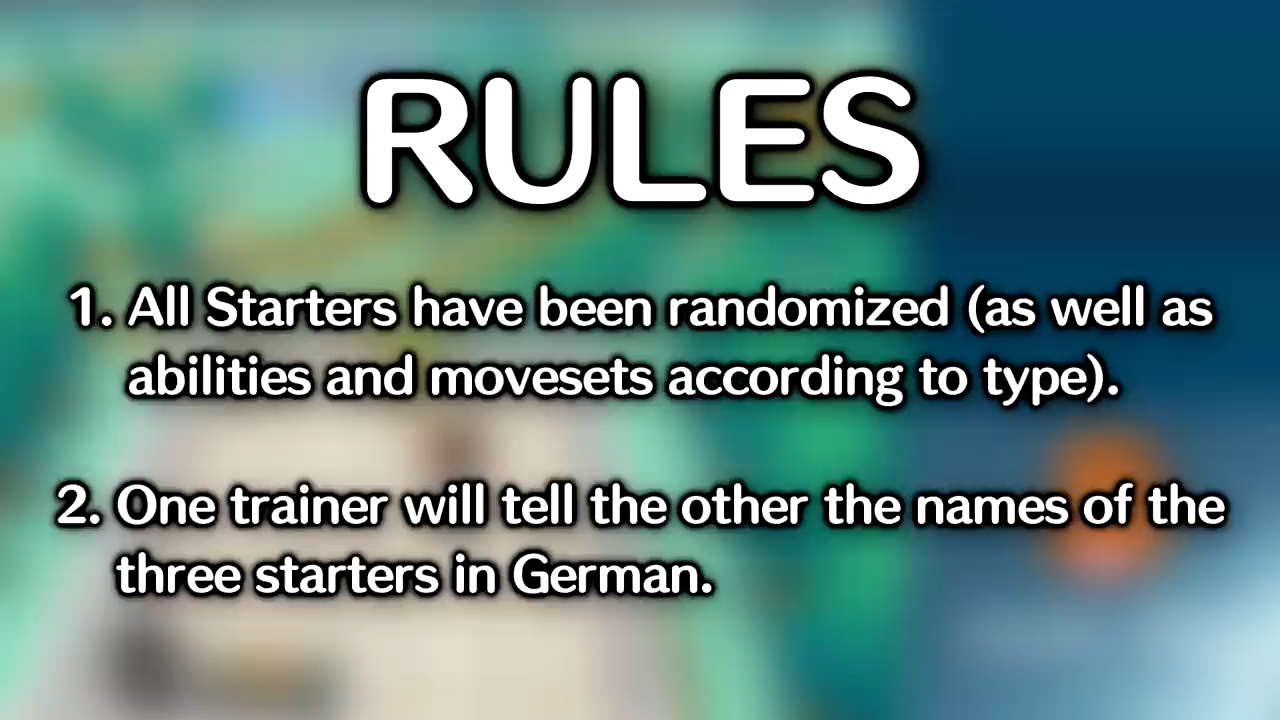 RULES
1. All Starters have been randomized (as well as
abilities and movesets according to type).
2. One trainer will tell the other the names of the
three starters in German.